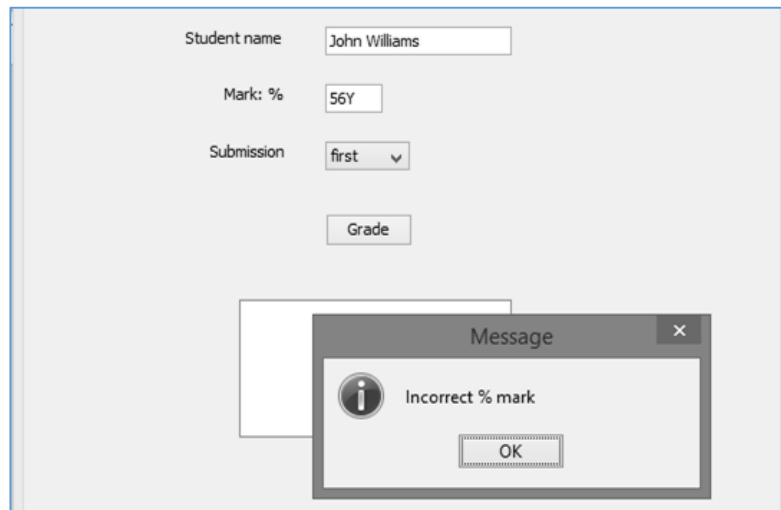 Student name John Williams
Mark: % 56Y
Submission first
Grade
Message
Incorrect % mark
OK